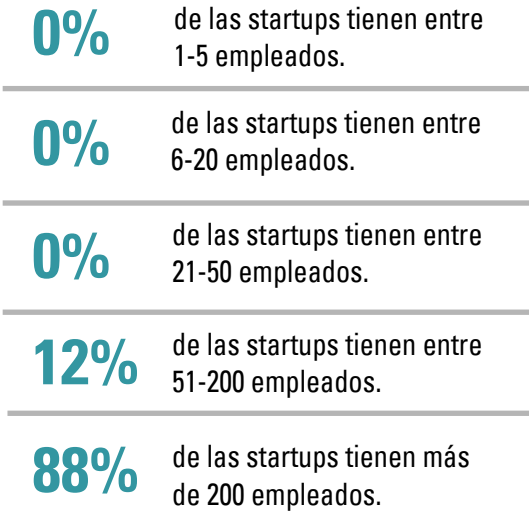 0%
de las startups tienen entre
1-5 empleados.
0%
de las startups tienen entre
6-20 empleados.
0%
de las startups tienen entre
21-50 empleados.
12%
de las startups tienen entre
51-200 empleados.
88%
de las startups tienen más
de 200 empleados.